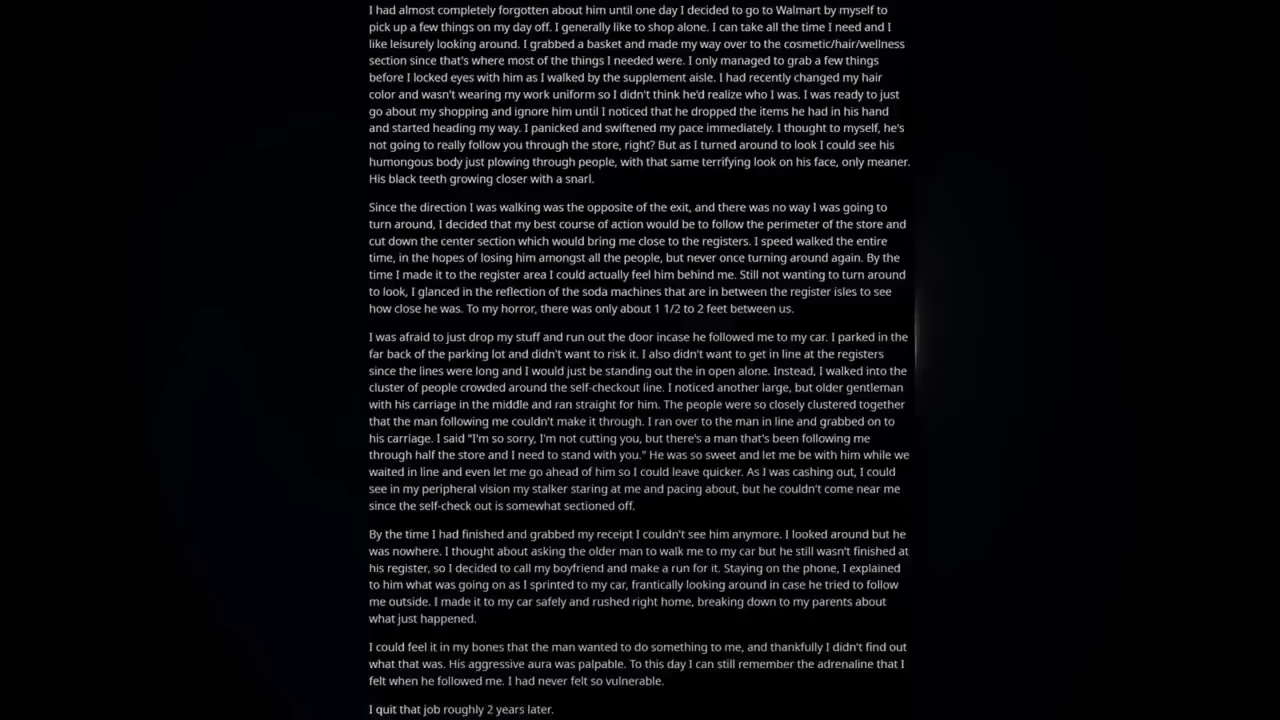 I had almost completely forgotten about him until one day I decided to go to Walmart by myself to
pick up a few things on my day off. I generally like to shop alone. I can take all the time I need and I
like leisurely looking around. I grabbed a basket and made my way over to the cosmetic/hair/wellness
section since that's where most of the things I needed were. I only managed to grab a few things
before I locked eyes with him as I walked by the supplement aisle. I had recently changed my hair
color and wasn't wearing my work uniform so I didn't think he'd realize who I was. I was ready to just
go about my shopping and ignore him until I noticed that he dropped the items he had in his hand
and started heading my way. I panicked and swiftened my pace immediately. I thought to myself, he's
not going to really follow you through the store, right? But as I turned around to look I could see his
humongous body just plowing through people, with that same terrifying look on his face, only meaner.
His black teeth growing closer with a snarl.
Since the direction I was walking was the opposite of the exit, and there was no way I was going to
turn around, I decided that my best course of action would be to follow the perimeter of the store and
cut down the center section which would bring me close to the registers. I speed walked the entire
time, in the hopes of losing him amongst all the people, but never once turning around again. By the
time I made it to the register area I could actually feel him behind me. Still not wanting to turn around
to look, I glanced in the reflection of the soda machines that are in between the register isles to see
how close he was. To my horror, there was only about 1 1/2 to 2 feet between us.
I was afraid to just drop my stuff and run out the door incase he followed me to my car. I parked in the
far back of the parking lot and didn't want to risk it. I also didn't want to get in line at the registers
since the lines were long and I would just be standing out the in open alone. Instead, I walked into the
cluster of people crowded around the self-checkout line. I noticed another large, but older gentleman
with his carriage in the middle and ran straight for him. The people were so closely clustered together
that the man following me couldn't make it through. I ran over to the man in line and grabbed on to
his carriage. I said "I'm so sorry, I'm not cutting you, but there's a man that's been following me
through half the store and I need to stand with you." He was so sweet and let me be with him while we
waited in line and even let me go ahead of him so I could leave quicker. As I was cashing out, I could
see in my peripheral vision my stalker staring at me and pacing about, but he couldn't come near me
since the self-check out is somewhat sectioned off.
By the time I had finished and grabbed my receipt I couldn't see him anymore. I looked around but he
was nowhere. I thought about asking the older man to walk me to my car but he still wasn't finished at
his register, so I decided to call my boyfriend and make a run for it. Staying on the phone, I explained
to him what was going on as I sprinted to my car, frantically looking around in case he tried to follow
me outside. I made it to my car safely and rushed right home, breaking down to my parents about
what just happened.
I could feel it in my bones that the man wanted to do something to me, and thankfully I didn't find out
what that was. His aggressive aura was palpable. To this day I can still remember the adrenaline that I
felt when he followed me. I had never felt so vulnerable.
I quit that job roughly 2 years later.